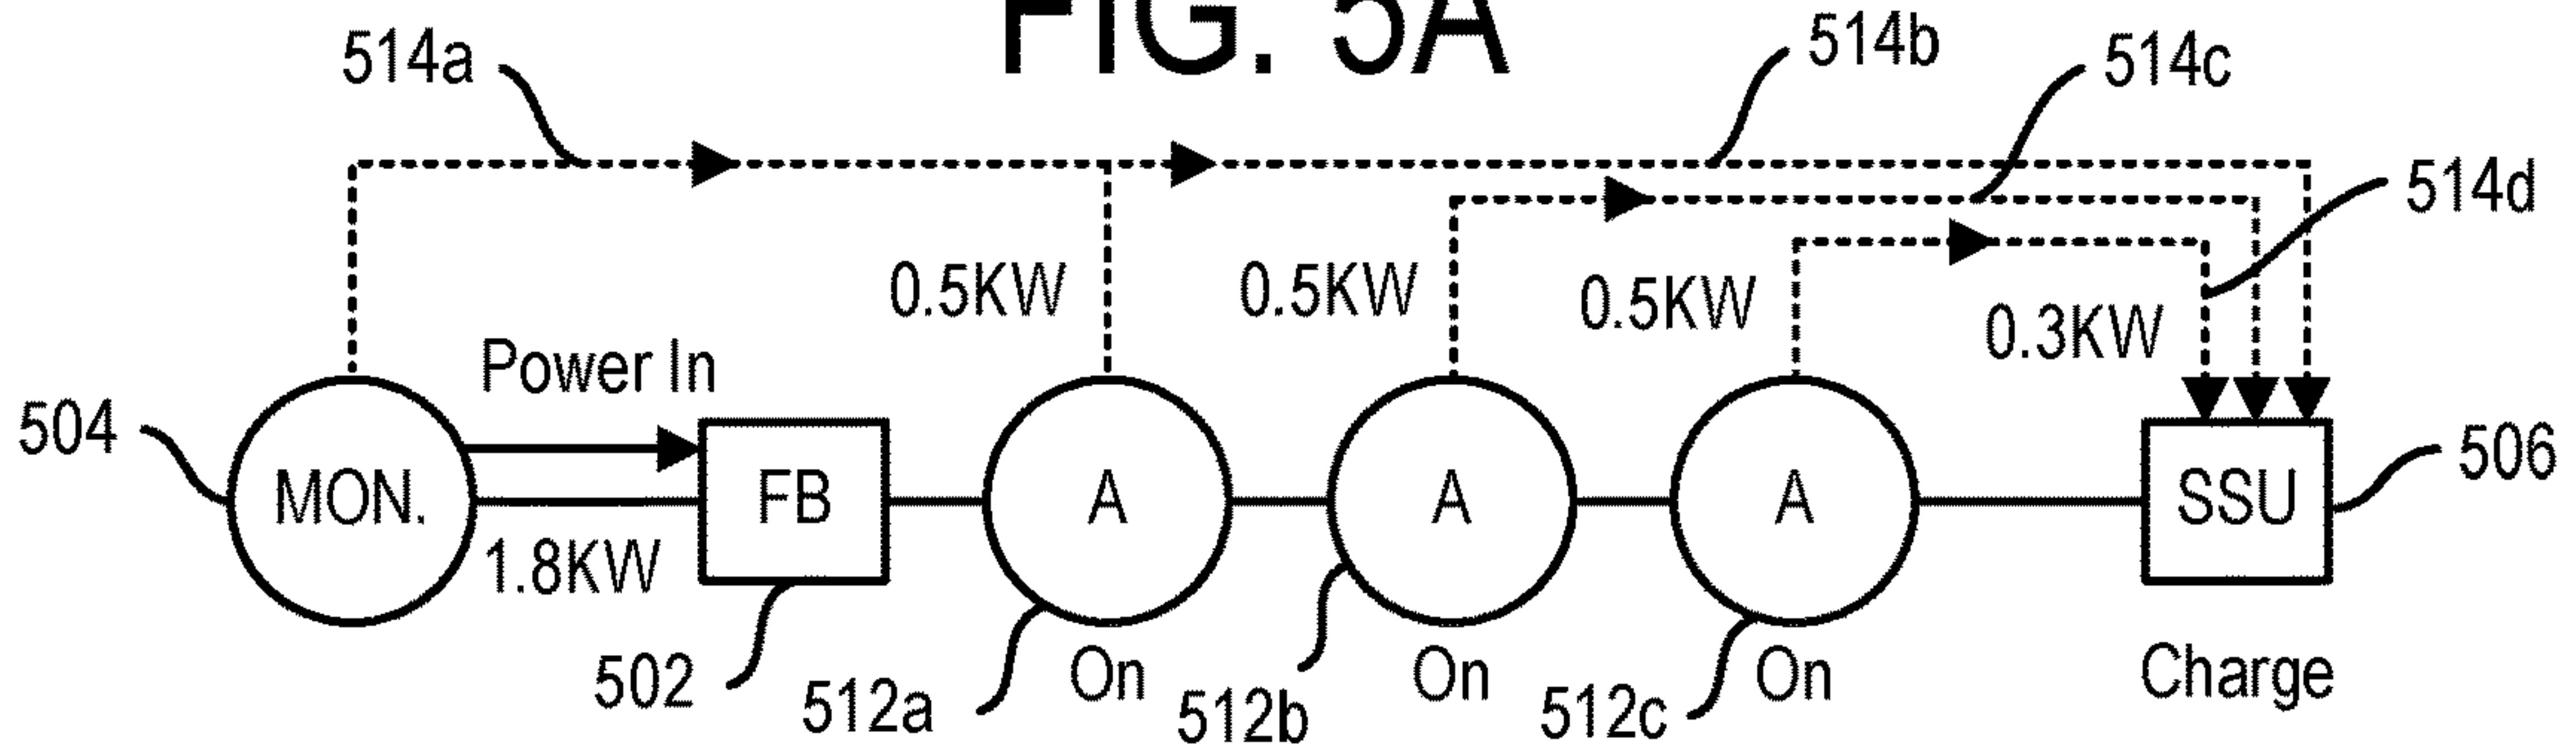 FIG. 5A
514a
514b
514c
514d
0.5KW
0.5KW
0.5KW
0.3KW
Power In
504
MON.
FB
A
A
A
SSU
506
1.8KW
502
512a
On
512b
On
512c
On
Charge